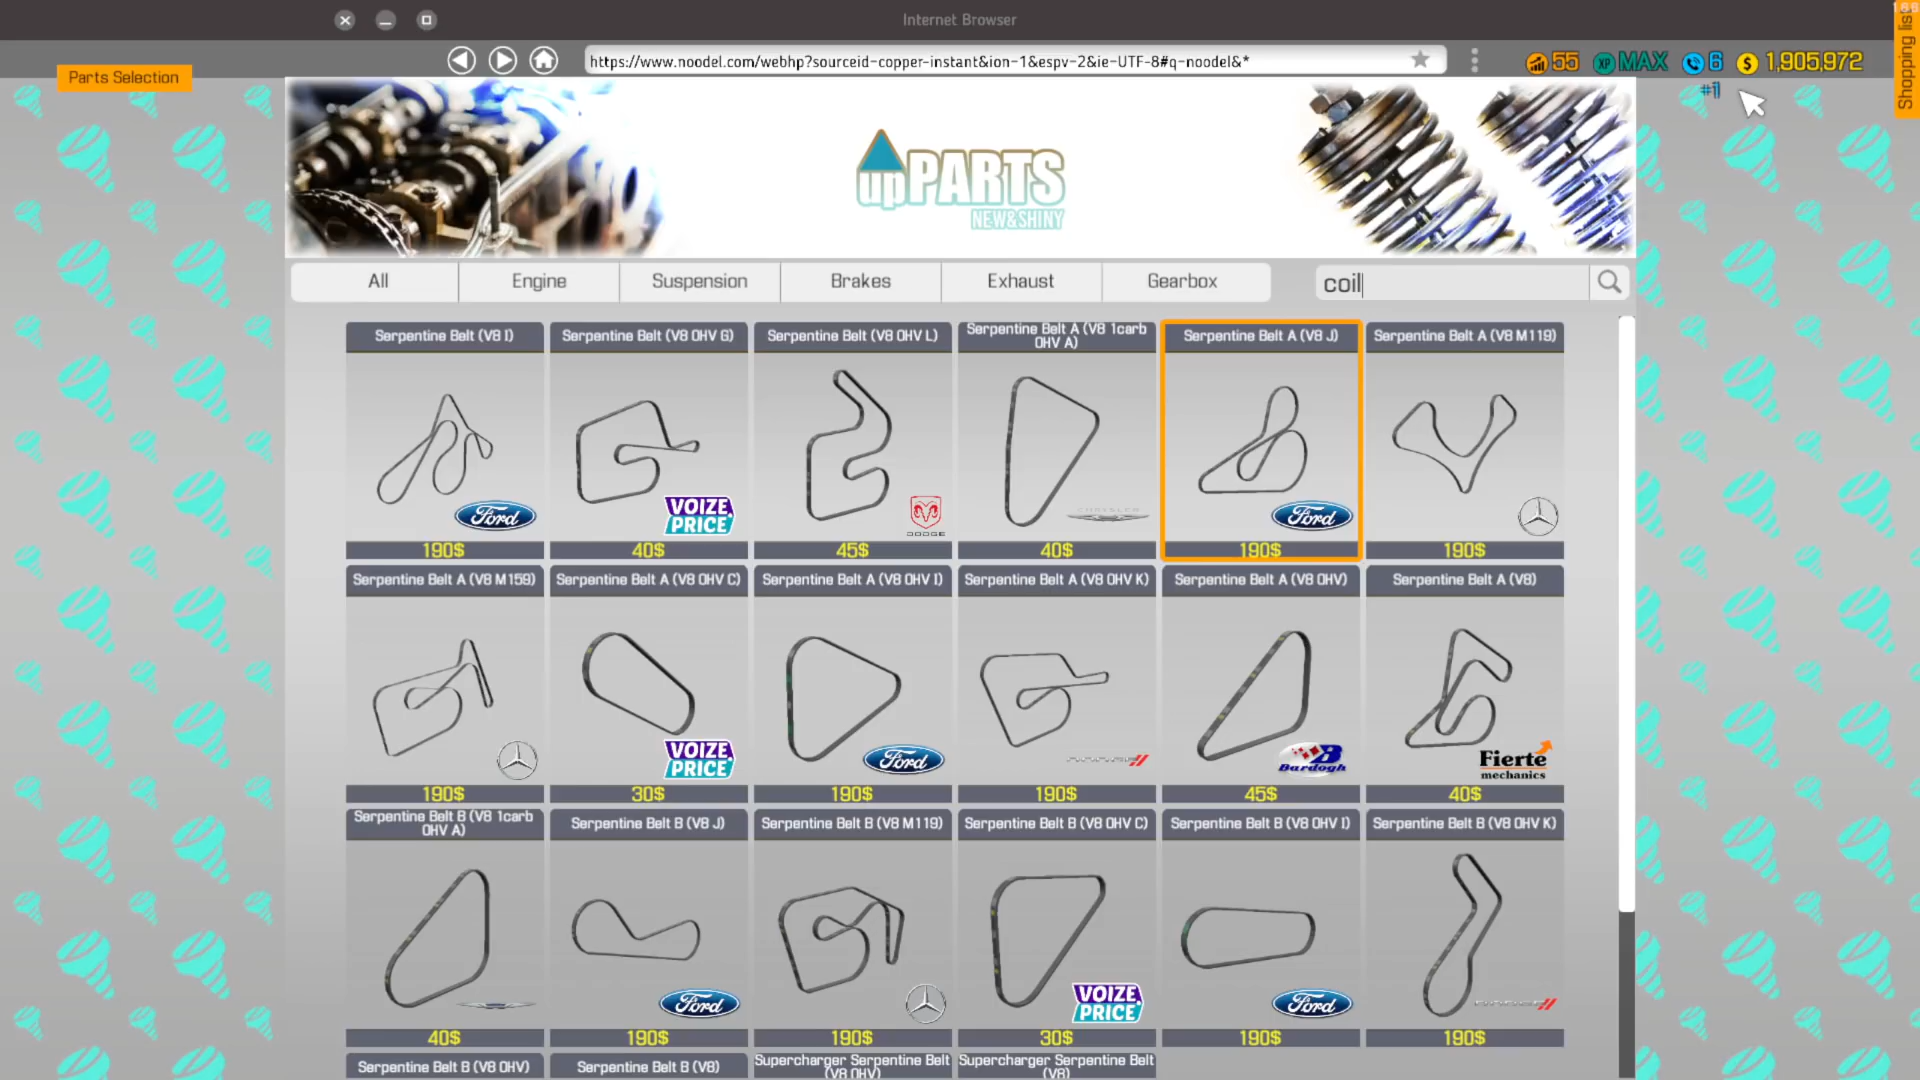 Internet Browser
https://www.noodel.com/webhp?sourceid-copper-instant&ion-1&espv-2&ie-UTF-8#q-noodel&*
55
XP MAX
6
$ 1,905,972
#1
Shopping list
Parts Selection
upPARTS
NEW&SHINY
All
Engine
Suspension
Brakes
Exhaust
Gearbox
coil
Serpentine Belt (V8 I)
Serpentine Belt (V8 OHV G)
Serpentine Belt (V8 OHV L)
Serpentine Belt A (V8 1carb
OHV A)
Serpentine Belt A (V8 J)
Serpentine Belt A (V8 M119)
Ford
VOIZE
PRICE
DODGE
CHRYSLER
Ford
190$
40$
45$
40$
190$
190$
Serpentine Belt A (V8 M159)
Serpentine Belt A (V8 OHV C)
Serpentine Belt A (V8 OHV I)
Serpentine Belt A (V8 OHV K)
Serpentine Belt A (V8 OHV)
Serpentine Belt A (V8)
VOIZE
PRICE
Ford
DODGE
Bardogh
Fierte
mechanics
190$
30$
190$
190$
45$
40$
Serpentine Belt B (V8 1carb
OHV A)
Serpentine Belt B (V8 J)
Serpentine Belt B (V8 M119)
Serpentine Belt B (V8 OHV C)
Serpentine Belt B (V8 OHV I)
Serpentine Belt B (V8 OHV K)
Ford
VOIZE
PRICE
Ford
DODGE
40$
190$
190$
30$
190$
190$
Serpentine Belt B (V8 OHV)
Serpentine Belt B (V8)
Supercharger Serpentine Belt
(V8 OHV)
Supercharger Serpentine Belt
(V8)